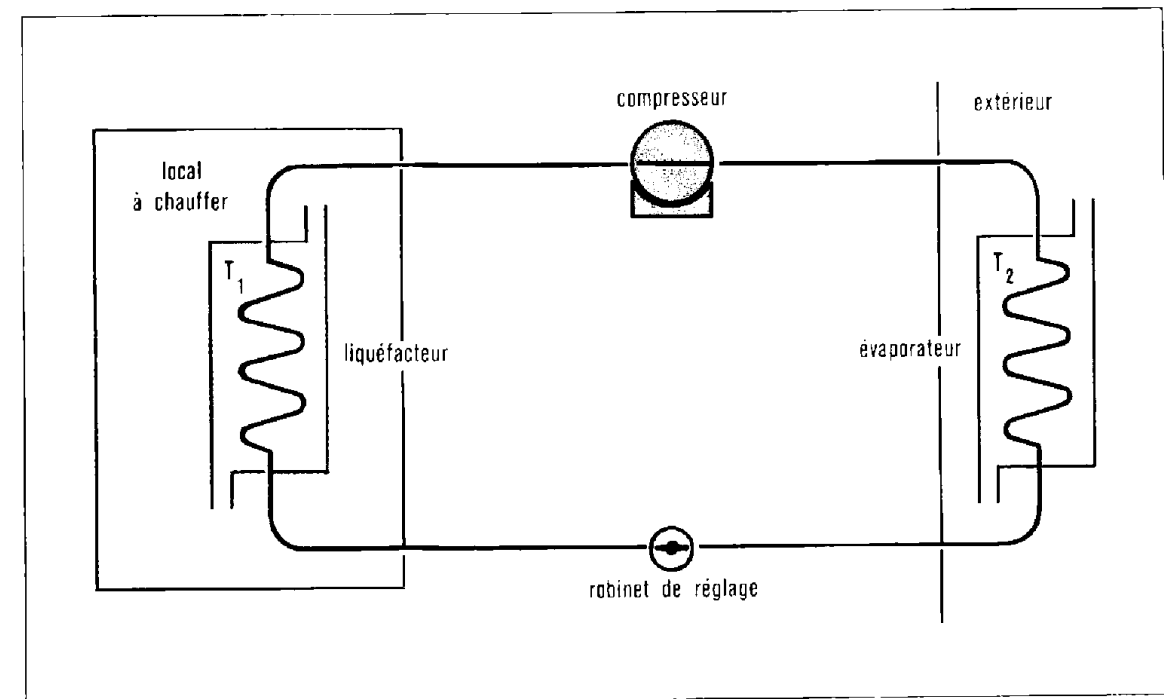 compresseur
extérieur
local
à chauffer
T1
T2
liquéfacteur
évaporateur
robinet de réglage